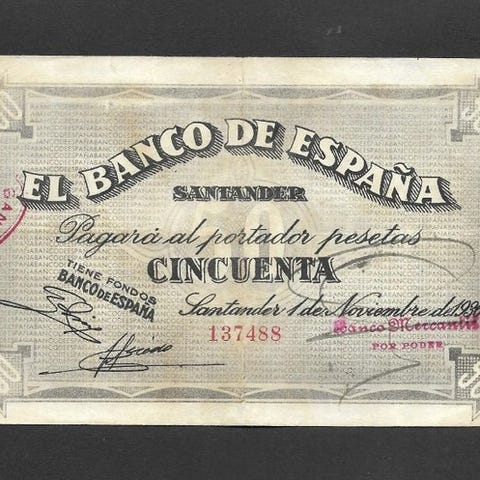 EL BANCO DE ESPAÑA
SANTANDER
Pagará al portador pesetas
CINCUENTA
TIENE FONDOS
BANCO DE ESPAÑA
Santander 1 de Noviembre de 1936
137488
Banco Mercantil
POR PODER